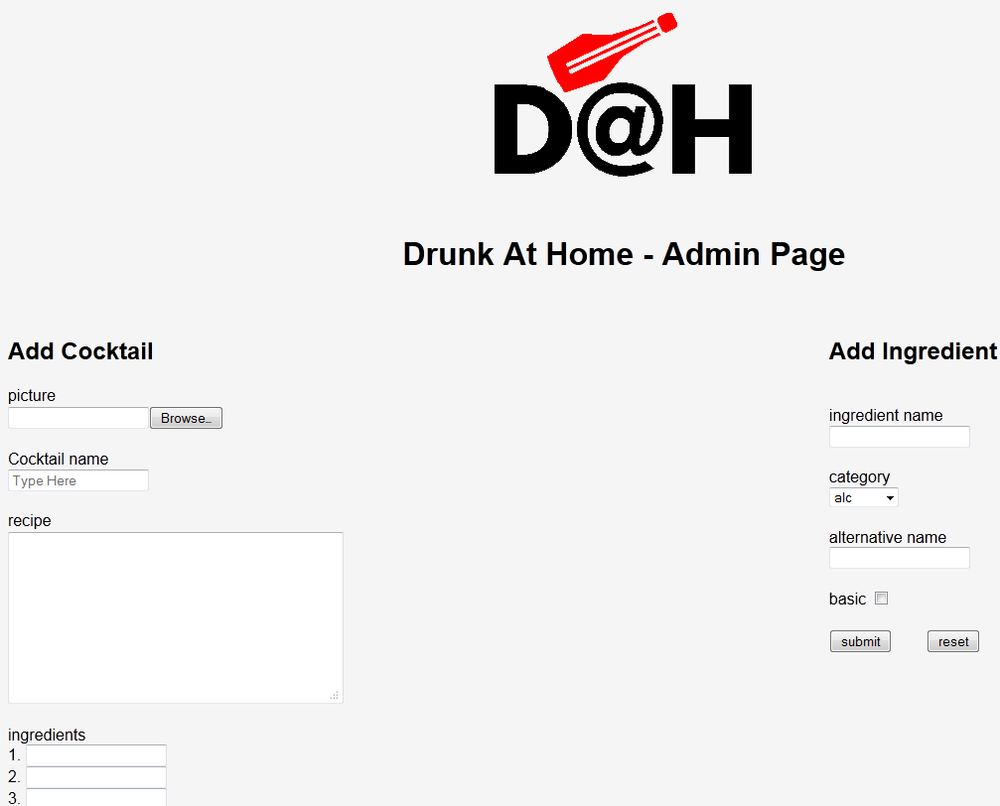 D@H
Drunk At Home - Admin Page
Add Cocktail
picture
Browse...
Cocktail name
Type Here
recipe
ingredients
1.
2.
3.
Add Ingredient
ingredient name
category
alc
alternative name
basic
submit reset